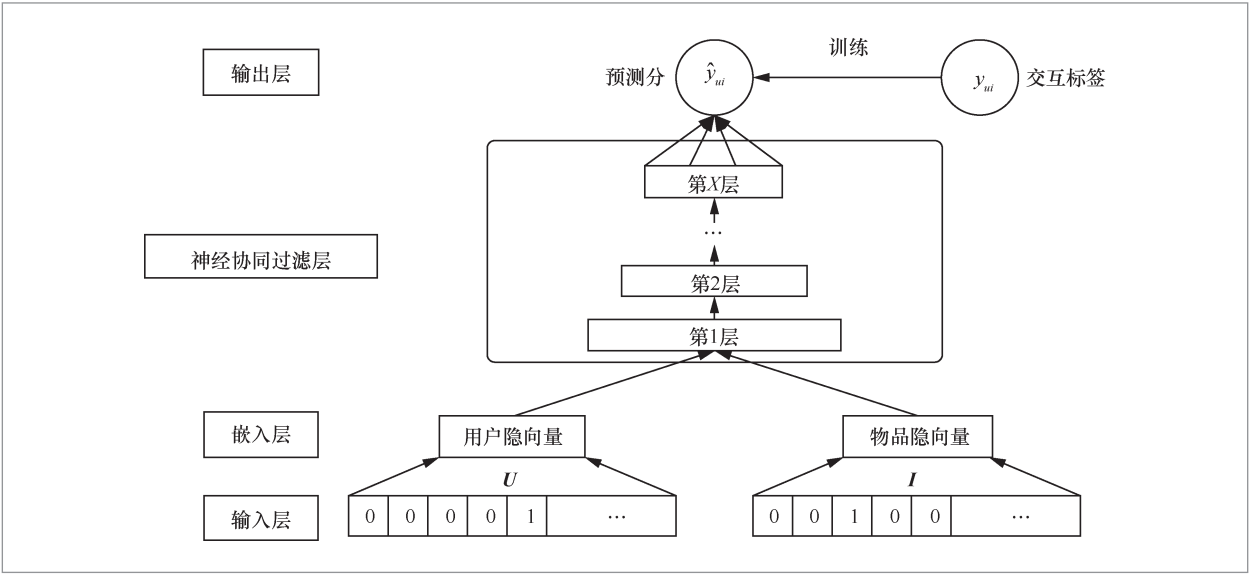 训练
输出层
预测分
ŷui
yui
交互标签
第X层
…
神经协同过滤层
第2层
第1层
嵌入层
用户隐向量
物品隐向量
U
I
输入层
0 0 0 0 1 …
0 0 1 0 0 …